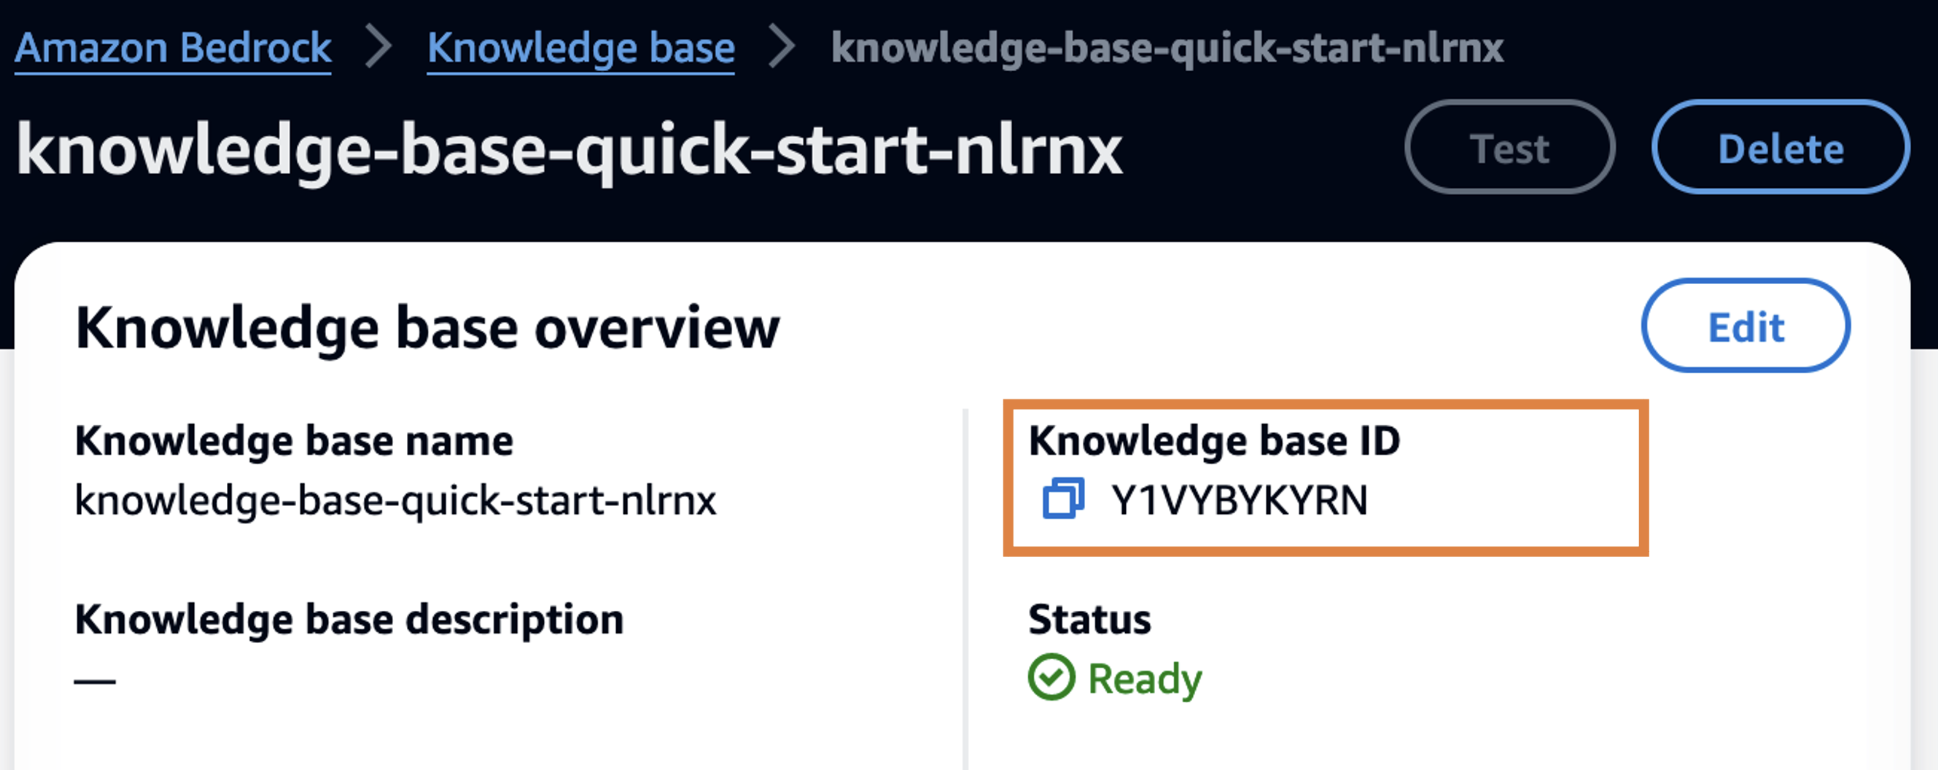 Amazon Bedrock > Knowledge base > knowledge-base-quick-start-nlrnx
knowledge-base-quick-start-nlrnx
Test
Delete
Knowledge base overview
Edit
Knowledge base name
knowledge-base-quick-start-nlrnx
Knowledge base ID
Y1VYBYKYRN
Knowledge base description
—
Status
Ready